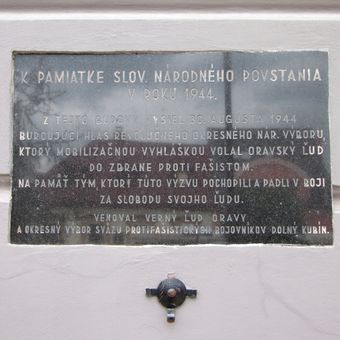 K PAMIATKE SLOV. NÁRODNÉHO POVSTANIA
V ROKU 1944.
Z TEJTO BUDOVY VYŠIEL 30. AUGUSTA 1944
BURCUJÚCI HLAS REVOLUČNÉHO OKRESNÉHO NÁR. VÝBORU,
KTORÝ MOBILIZAČNOU VYHLÁŠKOU VOLAL ORAVSKÝ ĽUD
DO ZBRANE PROTI FAŠISTOM.
NA PAMÄŤ TÝM KTORÝ TÚTO VÝZVU POCHOPILI A PADLI V BOJI
ZA SLOBODU SVOJHO ĽUDU.
VENOVAL VERNÝ ĽUD ORAVY
A OKRESNÝ VÝBOR SVÄZU PROTIFAŠISTICKÝCH BOJOVNÍKOV DOLNÝ KUBÍN.